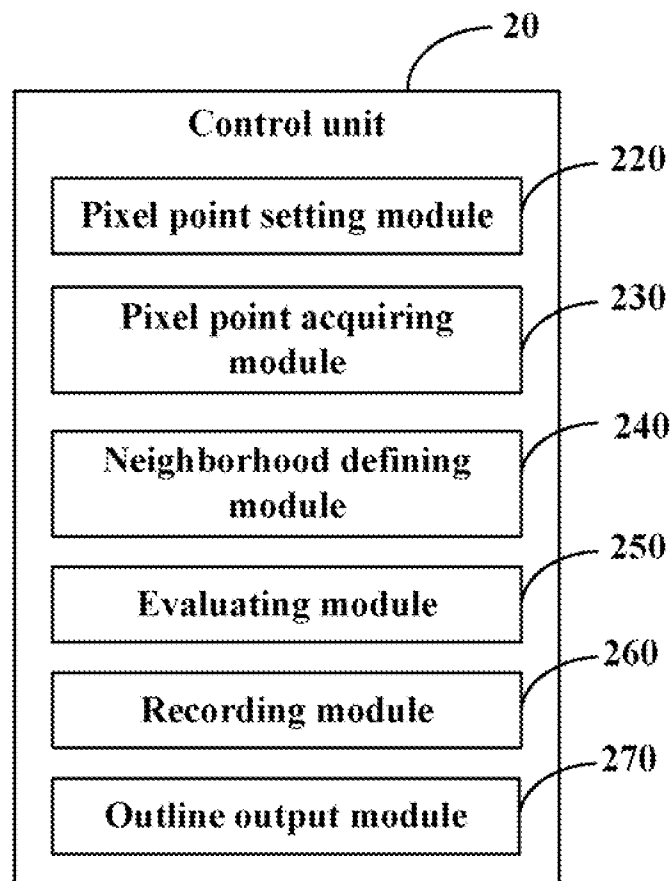 20
Control unit
220
Pixel point setting module
230
Pixel point acquiring
module
240
Neighborhood defining
module
250
Evaluating module
260
Recording module
270
Outline output module